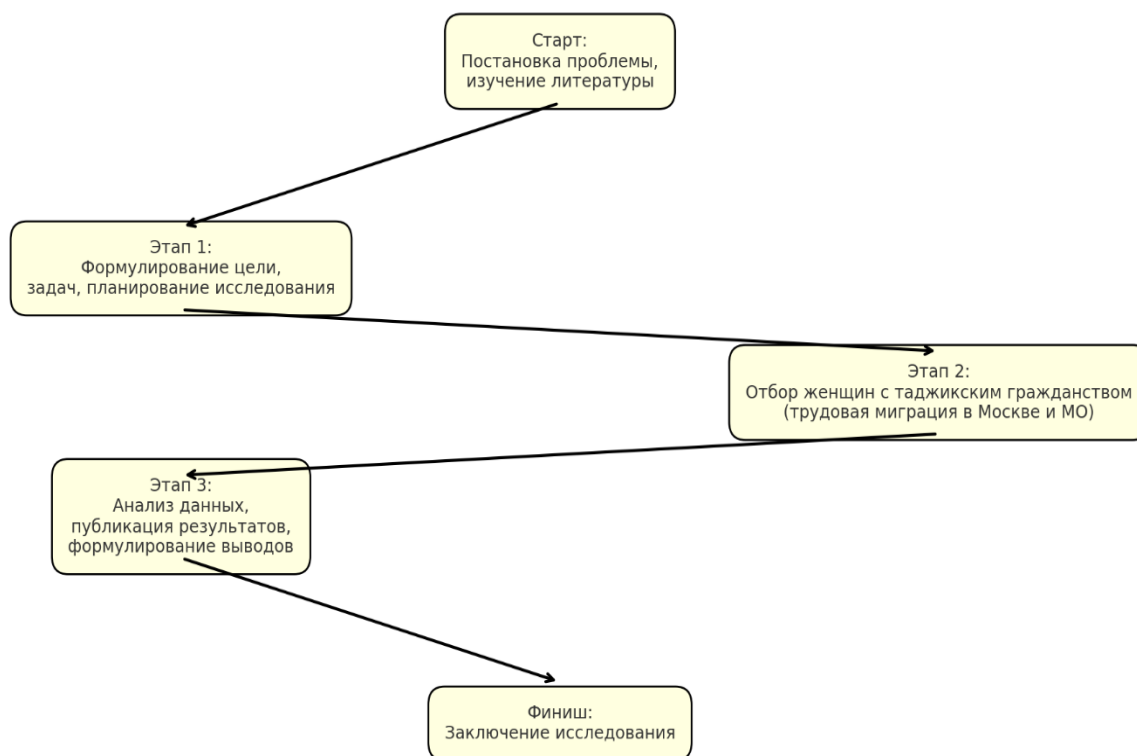 Старт:
Постановка проблемы,
изучение литературы
Этап 1:
Формулирование цели,
задач, планирование исследования
Этап 2:
Отбор женщин с таджикским гражданством
(трудовая миграция в Москве и МО)
Этап 3:
Анализ данных,
публикация результатов,
формулирование выводов
Финиш:
Заключение исследования